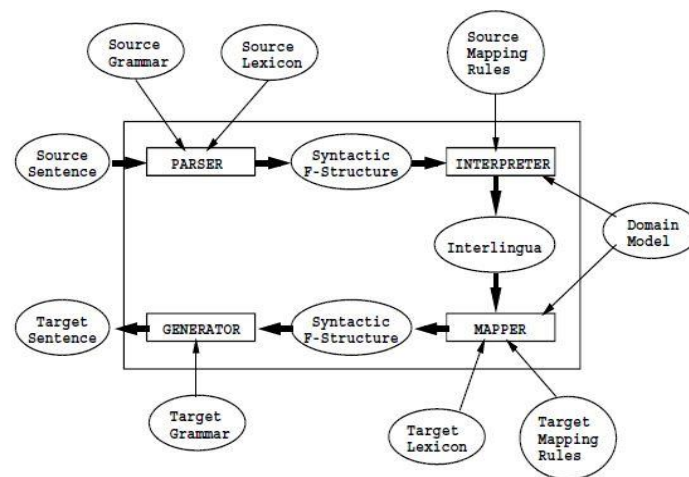 Source
Grammar
Source
Lexicon
Source
Mapping
Rules
Source
Sentence
PARSER
Syntactic
F-Structure
INTERPRETER
Interlingua
Domain
Model
Target
Sentence
GENERATOR
Syntactic
F-Structure
MAPPER
Target
Grammar
Target
Lexicon
Target
Mapping
Rules